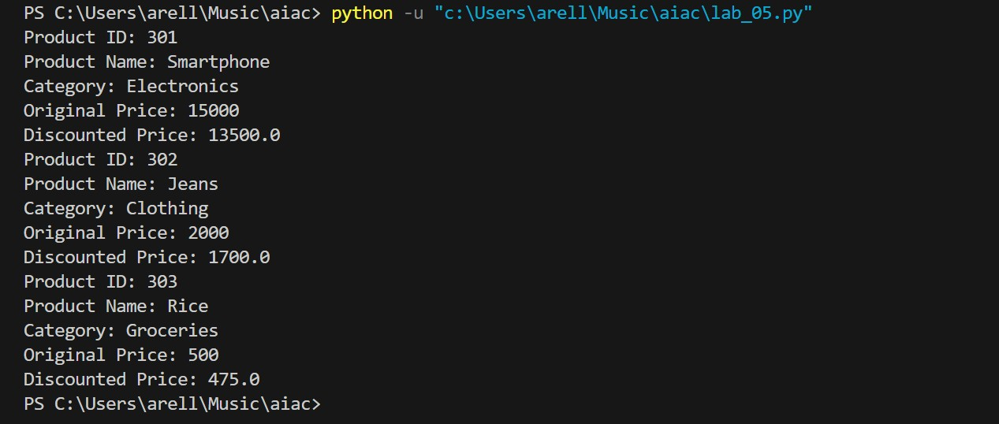 PS C:\Users\arell\Music\aiac> python -u "c:\Users\arell\Music\aiac\lab_05.py"
Product ID: 301
Product Name: Smartphone
Category: Electronics
Original Price: 15000
Discounted Price: 13500.0
Product ID: 302
Product Name: Jeans
Category: Clothing
Original Price: 2000
Discounted Price: 1700.0
Product ID: 303
Product Name: Rice
Category: Groceries
Original Price: 500
Discounted Price: 475.0
PS C:\Users\arell\Music\aiac>